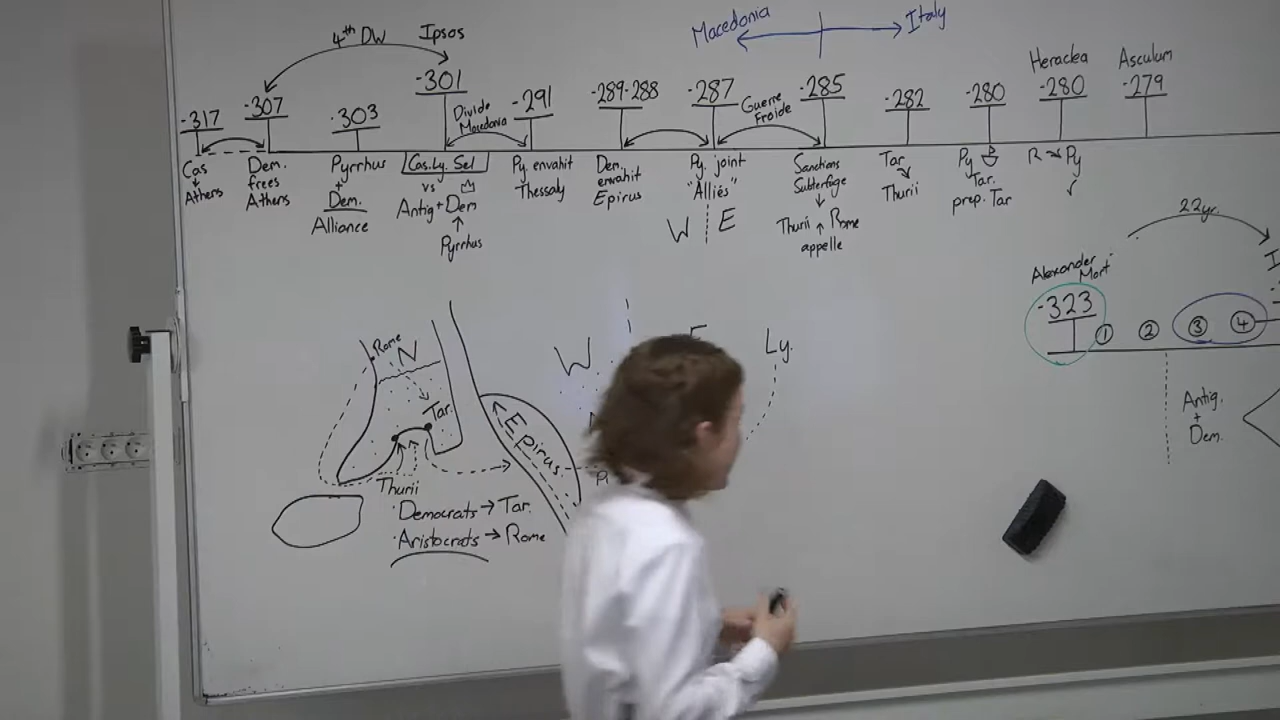 Macedonia
Italy
4th DW
Ipsos
Heraclea
Asculum
-317
-307
-303
-301
-291
-289-288
-287
-285
-282
-280
-280
-279
Divide
Macedonia
Guerre
Froide
Cas
Athens
Dem.
frees
Athens
Pyrrhus
+
Dem.
Alliance
Cas. Ly. Sel
vs
Antig + Dem
Pyrrhus
Py. envahit
Thessaly
Dem.
envahit
Epirus
Py. joint
"Alliés"
W E
Sanctions
Subterfuge
Thurii Rome
appelle
Tar
Thurii
Py
Tar.
prep. Tar
R Py
22yr.
Alexander
Mort
-323
1 2 3 4
Antig.
+
Dem.
Rome
N
Tar.
Thurii
Epirus
W
Ly.
· Democrats → Tar.
· Aristocrats → Rome